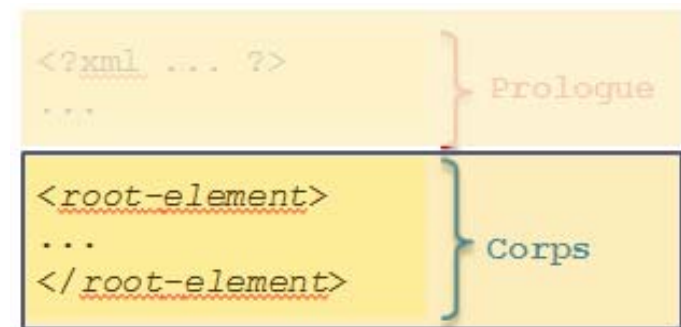 <?xml ... ?>
...
Prologue
<root-element>
...
</root-element>
Corps